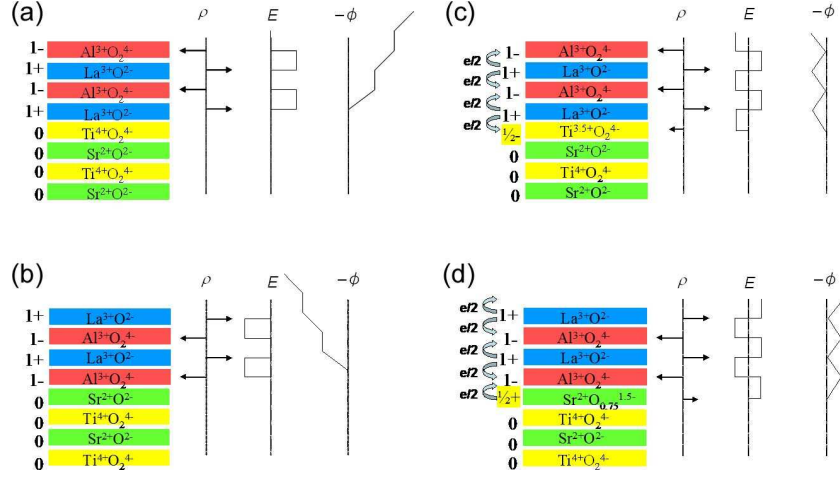 (a) ρ E −ϕ
1- Al³⁺O₂⁴⁻
1+ La³⁺O²⁻
1- Al³⁺O₂⁴⁻
1+ La³⁺O²⁻
0 Ti⁴⁺O₂⁴⁻
0 Sr²⁺O²⁻
0 Ti⁴⁺O₂⁴⁻
0 Sr²⁺O²⁻
(c) ρ E −ϕ
e/2 1- Al³⁺O₂⁴⁻
e/2 1+ La³⁺O²⁻
e/2 1- Al³⁺O₂⁴⁻
e/2 1+ La³⁺O²⁻
½- Ti³·⁵⁺O₂⁴⁻
0 Sr²⁺O²⁻
0 Ti⁴⁺O₂⁴⁻
0 Sr²⁺O²⁻
(b) ρ E −ϕ
1+ La³⁺O²⁻
1- Al³⁺O₂⁴⁻
1+ La³⁺O²⁻
1- Al³⁺O₂⁴⁻
0 Sr²⁺O²⁻
0 Ti⁴⁺O₂⁴⁻
0 Sr²⁺O²⁻
0 Ti⁴⁺O₂⁴⁻
(d) ρ E −ϕ
e/2
e/2 1+ La³⁺O²⁻
e/2 1- Al³⁺O₂⁴⁻
e/2 1+ La³⁺O²⁻
e/2 1- Al³⁺O₂⁴⁻
½+ Sr²⁺O₀.₇₅¹·⁵⁻
0 Ti⁴⁺O₂⁴⁻
0 Sr²⁺O²⁻
0 Ti⁴⁺O₂⁴⁻